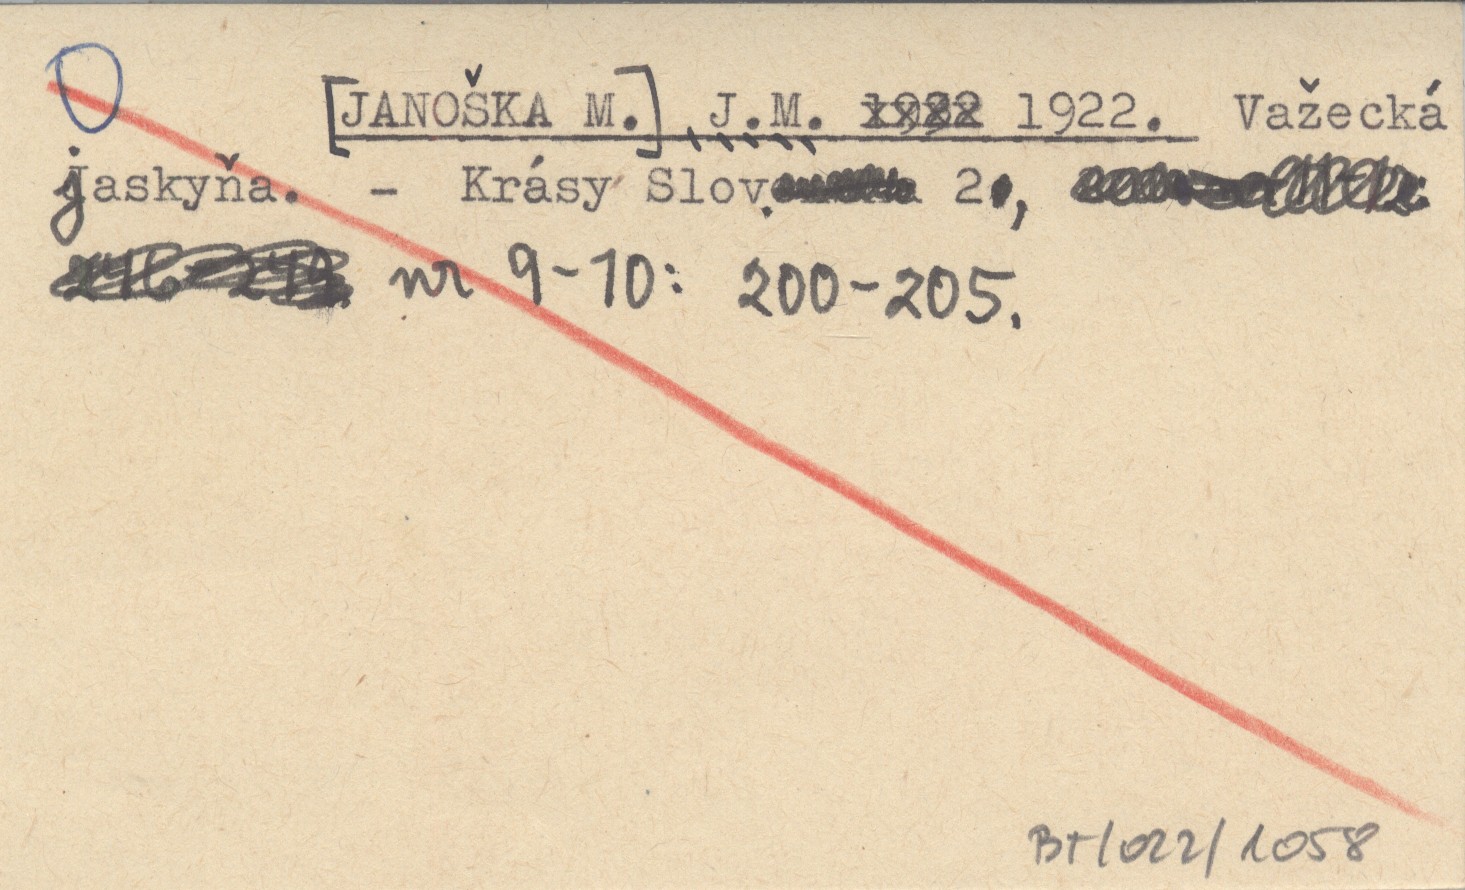 [JANOŠKA M.] J.M. 1922. Važecká
jaskyňa. - Krásy Slov. 2,
nr 9-10: 200-205.
BT/022/1058